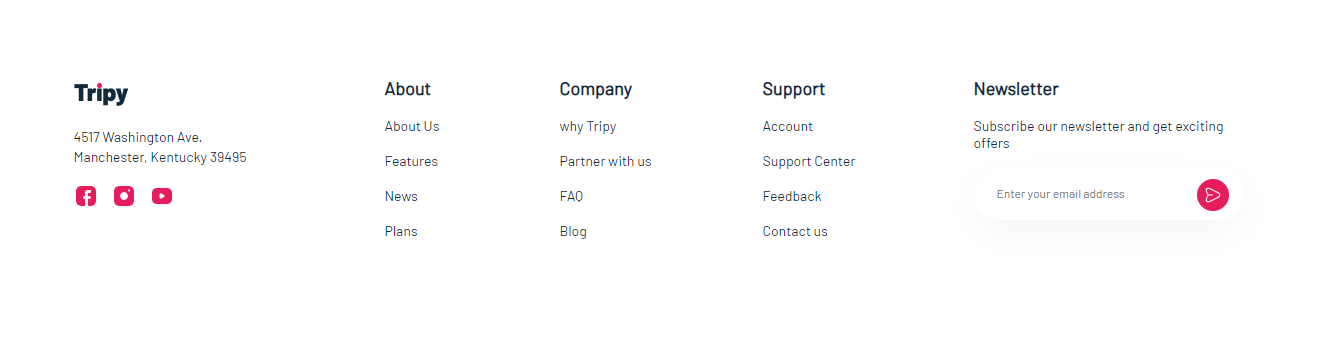 Tripy
4517 Washington Ave.
Manchester, Kentucky 39495
About
About Us
Features
News
Plans
Company
why Tripy
Partner with us
FAQ
Blog
Support
Account
Support Center
Feedback
Contact us
Newsletter
Subscribe our newsletter and get exciting
offers
Enter your email address